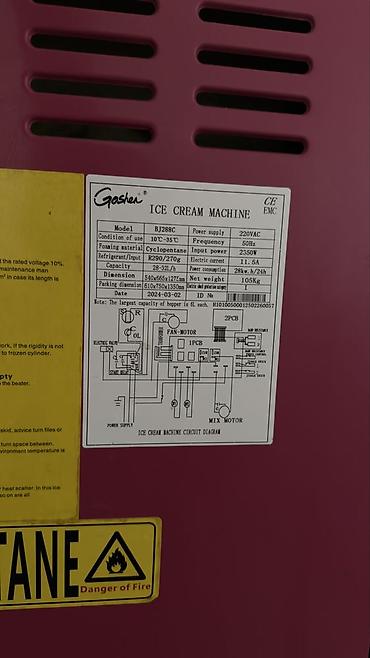 Goshen®
CE
EMC
ICE CREAM MACHINE
Model BJ288C Power supply 220VAC
Condition of use 10℃-35℃ Frequency 50Hz
Foaming material Cyclopentane Input power 2350W
Refrigerant/Input R290/270g Electric current 11.5A
Capacity 28-32L/h Power consumption 28kw.h/24h
Dimension 540x665x1275mm Net weight 105Kg
Parking dimension 610x750x1350mm I
Date 2024-03-02 ID №
Note: The largest capacity of hopper is 6L each.
FAN-MOTOR
2PCB
1PCB
ELECTRIC VALVE
POWER SUPPLY
MIX MOTOR
ICE CREAM MACHINE CIRCUIT DIAGRAM
the rated voltage 10%.
maintenance man
in case its length is
ork, if the rigidity is not
to frozen cylinder.
pty
the beater.
skid, advice turn files or
turn space between.
vironment temperature is
heat scatter. In this ice
so on are all
TANE
Danger of Fire